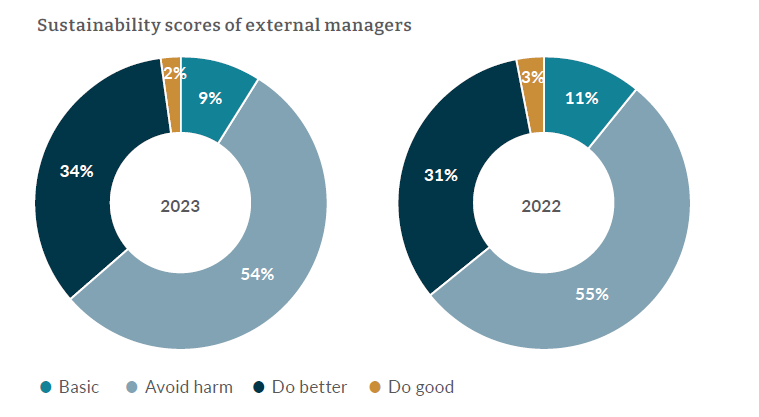 Sustainability scores of external managers
2%
9%
34%
2023
54%
3%
11%
31%
2022
55%
Basic
Avoid harm
Do better
Do good